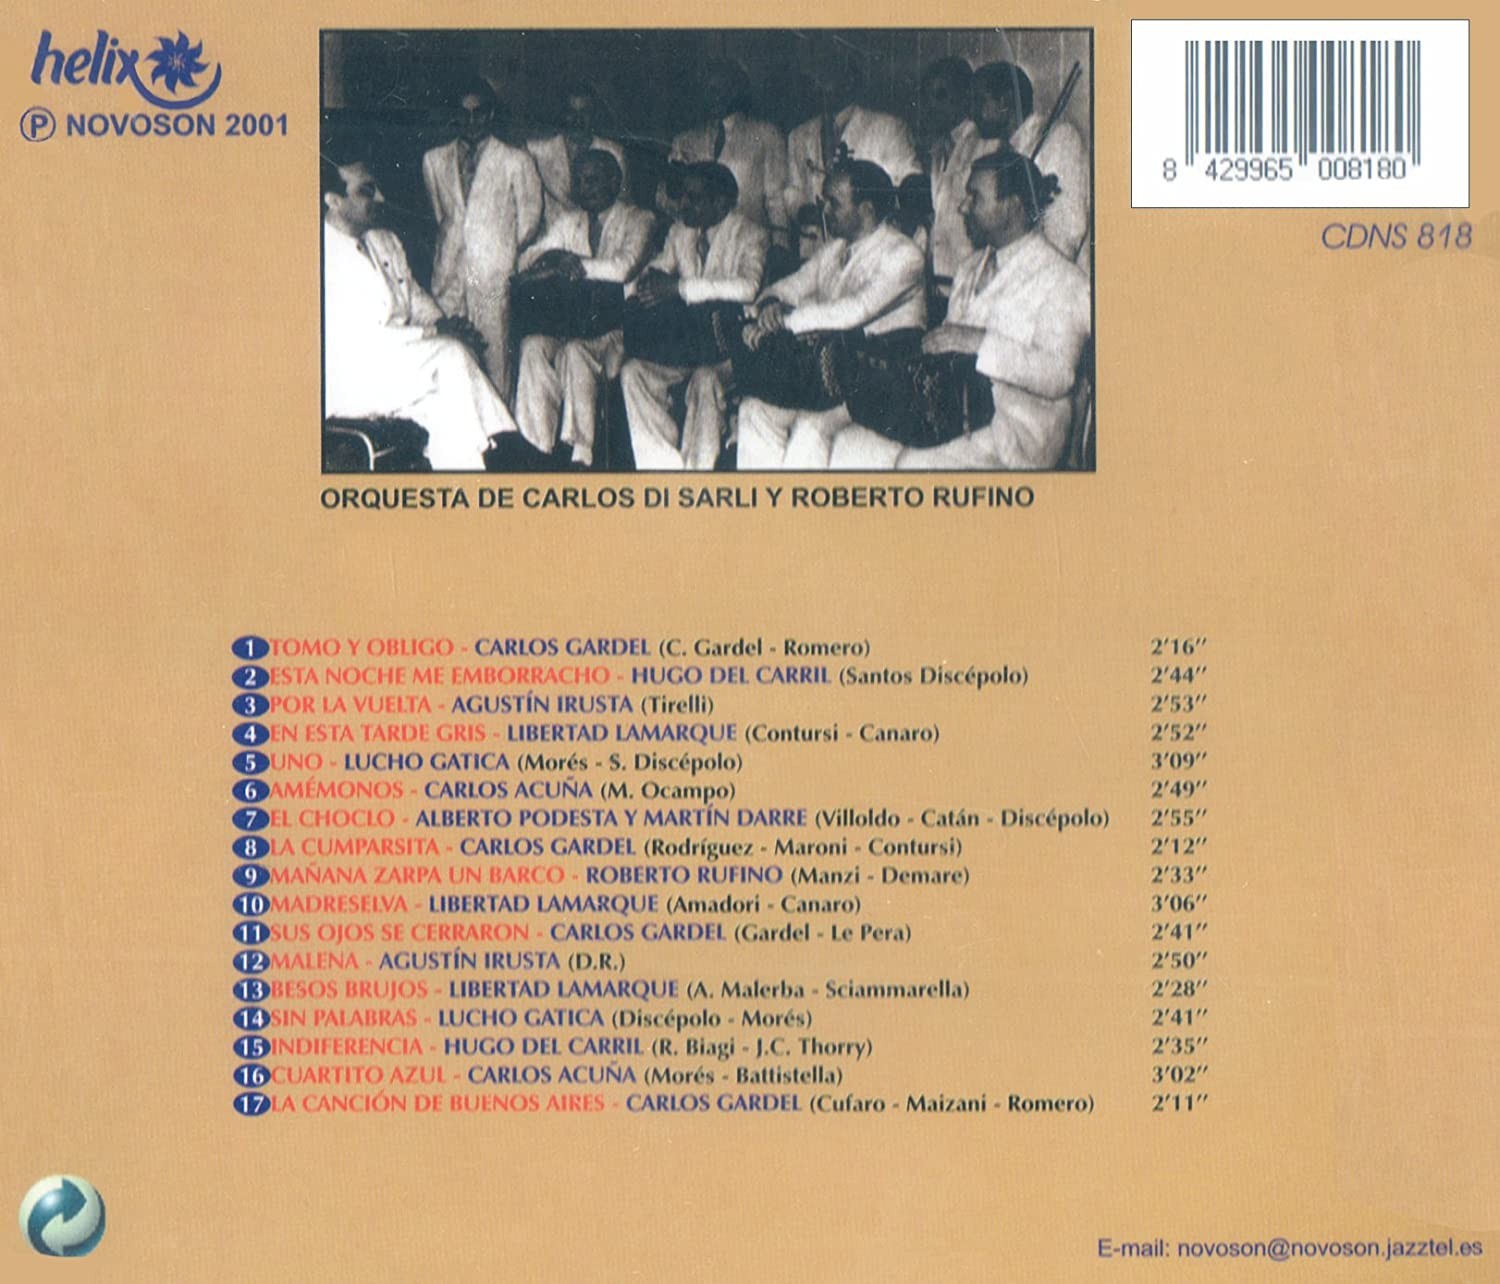 helix
Ⓟ NOVOSON 2001
8 429965 008180
CDNS 818
ORQUESTA DE CARLOS DI SARLI Y ROBERTO RUFINO
1 TOMO Y OBLIGO - CARLOS GARDEL (C. Gardel - Romero) 2'16''
2 ESTA NOCHE ME EMBORRACHO - HUGO DEL CARRIL (Santos Discépolo) 2'44''
3 POR LA VUELTA - AGUSTÍN IRUSTA (Tirelli) 2'53''
4 EN ESTA TARDE GRIS - LIBERTAD LAMARQUE (Contursi - Canaro) 2'52''
5 UNO - LUCHO GATICA (Morés - S. Discépolo) 3'09''
6 AMÉMONOS - CARLOS ACUÑA (M. Ocampo) 2'49''
7 EL CHOCLO - ALBERTO PODESTA Y MARTÍN DARRE (Villoldo - Catán - Discépolo) 2'55''
8 LA CUMPARSITA - CARLOS GARDEL (Rodríguez - Maroni - Contursi) 2'12''
9 MAÑANA ZARPA UN BARCO - ROBERTO RUFINO (Manzi - Demare) 2'33''
10 MADRESELVA - LIBERTAD LAMARQUE (Amadori - Canaro) 3'06''
11 SUS OJOS SE CERRARON - CARLOS GARDEL (Gardel - Le Pera) 2'41''
12 MALENA - AGUSTÍN IRUSTA (D.R.) 2'50''
13 BESOS BRUJOS - LIBERTAD LAMARQUE (A. Malerba - Sciammarella) 2'28''
14 SIN PALABRAS - LUCHO GATICA (Discépolo - Morés) 2'41''
15 INDIFERENCIA - HUGO DEL CARRIL (R. Biagi - J.C. Thorry) 2'35''
16 CUARTITO AZUL - CARLOS ACUÑA (Morés - Battistella) 3'02''
17 LA CANCIÓN DE BUENOS AIRES - CARLOS GARDEL (Cufaro - Maizani - Romero) 2'11''
E-mail: novoson@novoson.jazztel.es